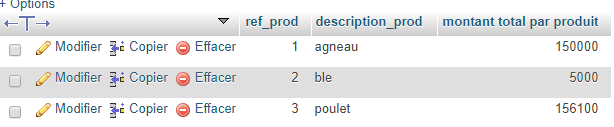 + Options
ref_prod description_prod montant total par produit
Modifier Copier Effacer 1 agneau 150000
Modifier Copier Effacer 2 ble 5000
Modifier Copier Effacer 3 poulet 156100